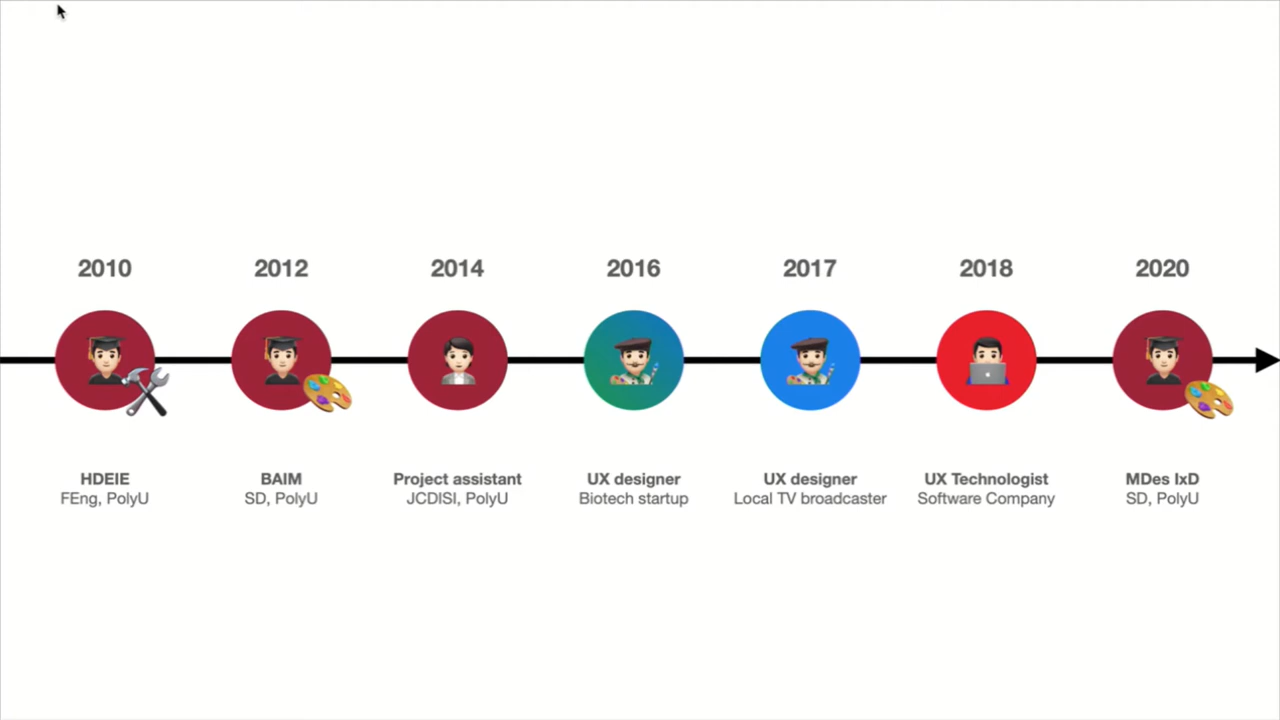 2010
2012
2014
2016
2017
2018
2020
HDEIE
FEng, PolyU
BAIM
SD, PolyU
Project assistant
JCDISI, PolyU
UX designer
Biotech startup
UX designer
Local TV broadcaster
UX Technologist
Software Company
MDes IxD
SD, PolyU